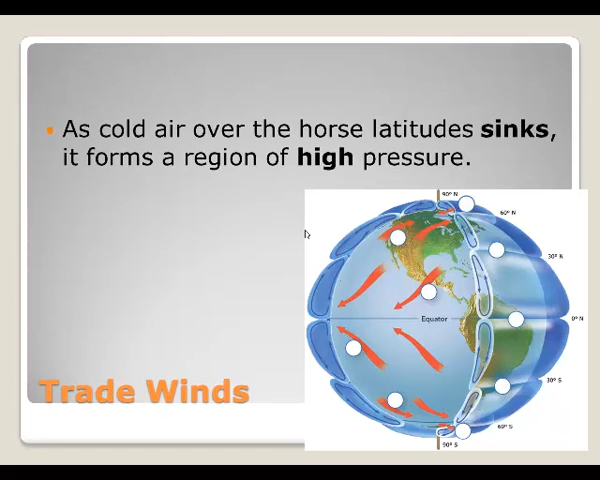 As cold air over the horse latitudes sinks,
it forms a region of high pressure.
90° N
60° N
30° N
Equator
0° N
30° S
60° S
90° S
Trade Winds